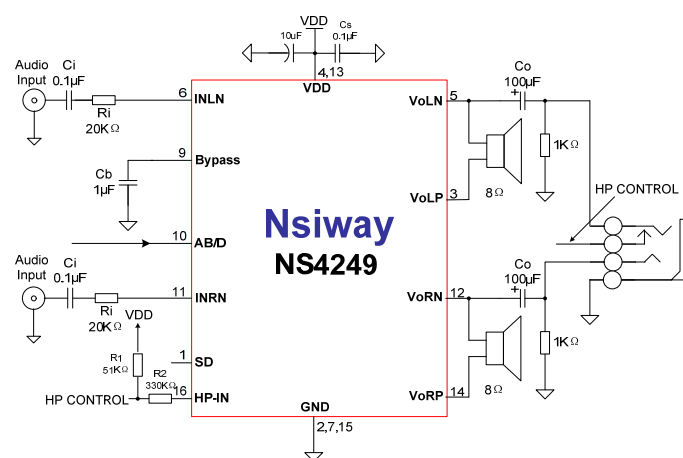 VDD
10uF
Cs
0.1μF
4,13
VDD
Audio
Input
Ci
0.1μF
Ri
20KΩ
6
INLN
9
Bypass
Cb
1μF
10
AB/D
Audio
Input
Ci
0.1μF
Ri
20KΩ
11
INRN
VDD
R1
51KΩ
R2
330KΩ
1
SD
16
HP-IN
HP CONTROL
Nsiway
NS4249
GND
2,7,15
VoLN
5
Co
+
100μF
1KΩ
8Ω
VoLP
3
HP CONTROL
VoRN
12
Co
100μF
+
1KΩ
8Ω
VoRP
14